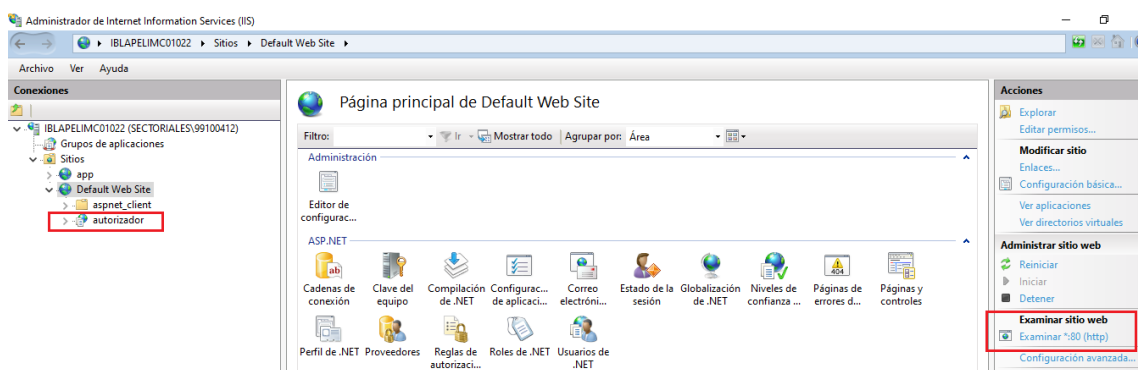 Administrador de Internet Information Services (IIS)
IBLAPELIMC01022 Sitios Default Web Site
Archivo Ver Ayuda
Conexiones
IBLAPELIMC01022 (SECTORIALES\99100412)
Grupos de aplicaciones
Sitios
app
Default Web Site
aspnet_client
autorizador
Página principal de Default Web Site
Filtro: Ir Mostrar todo Agrupar por: Área
Administración
Editor de
configurac...
ASP.NET
Cadenas de
conexión
Clave del
equipo
Compilación
de .NET
Configurac...
de aplicaci...
Correo
electróni...
Estado de la
sesión
Globalización
de .NET
Niveles de
confianza ...
404
Páginas de
errores d...
Páginas y
controles
Perfil de .NET
Proveedores
Reglas de
autorizaci...
Roles de .NET
Usuarios de
.NET
Acciones
Explorar
Editar permisos...
Modificar sitio
Enlaces...
Configuración básica...
Ver aplicaciones
Ver directorios virtuales
Administrar sitio web
Reiniciar
Iniciar
Detener
Examinar sitio web
Examinar *:80 (http)
Configuración avanzada...